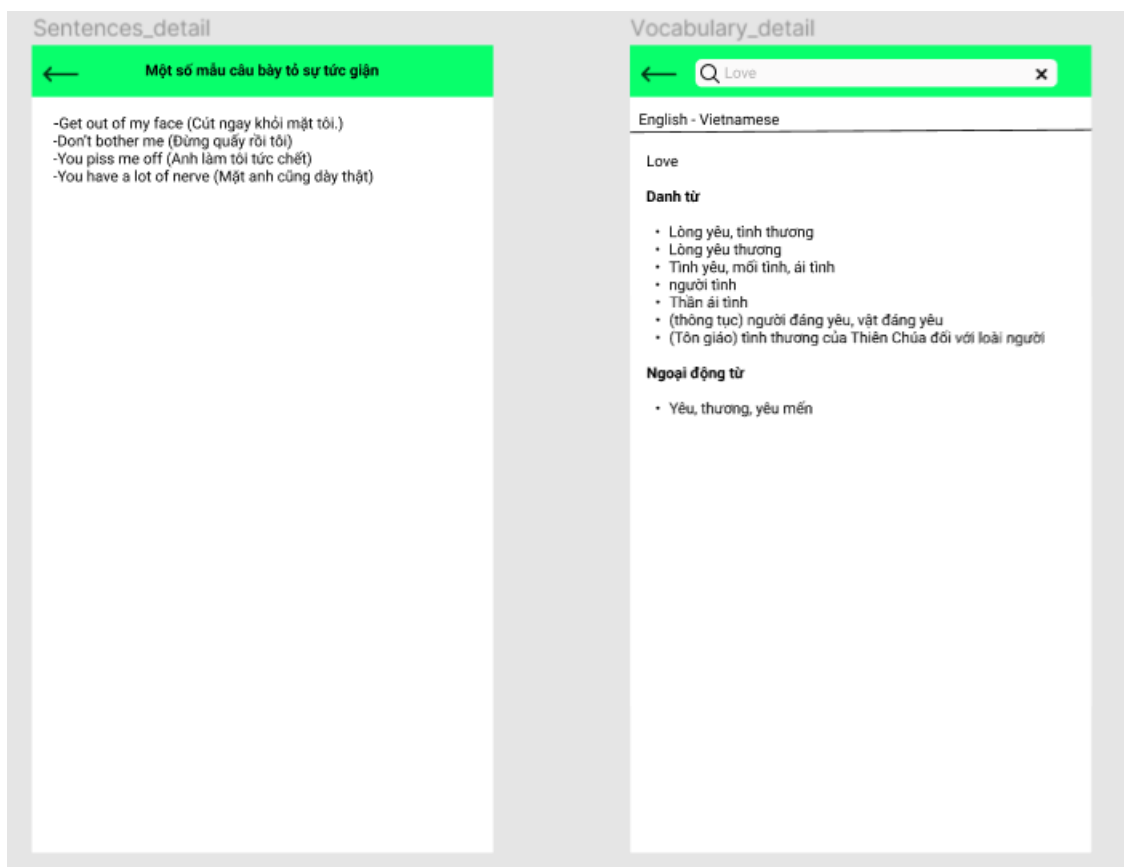 Sentences_detail
Một số mẫu câu bày tỏ sự tức giận
-Get out of my face (Cút ngay khỏi mặt tôi.)
-Don't bother me (Đừng quấy rồi tôi)
-You piss me off (Anh làm tôi tức chết)
-You have a lot of nerve (Mặt anh cũng dày thật)
Vocabulary_detail
Love
English - Vietnamese
Love
Danh từ
• Lòng yêu, tình thương
• Lòng yêu thương
• Tình yêu, mối tình, ái tình
• người tình
• Thần ái tình
• (thông tục) người đáng yêu, vật đáng yêu
• (Tôn giáo) tình thương của Thiên Chúa đối với loài người
Ngoại động từ
• Yêu, thương, yêu mến